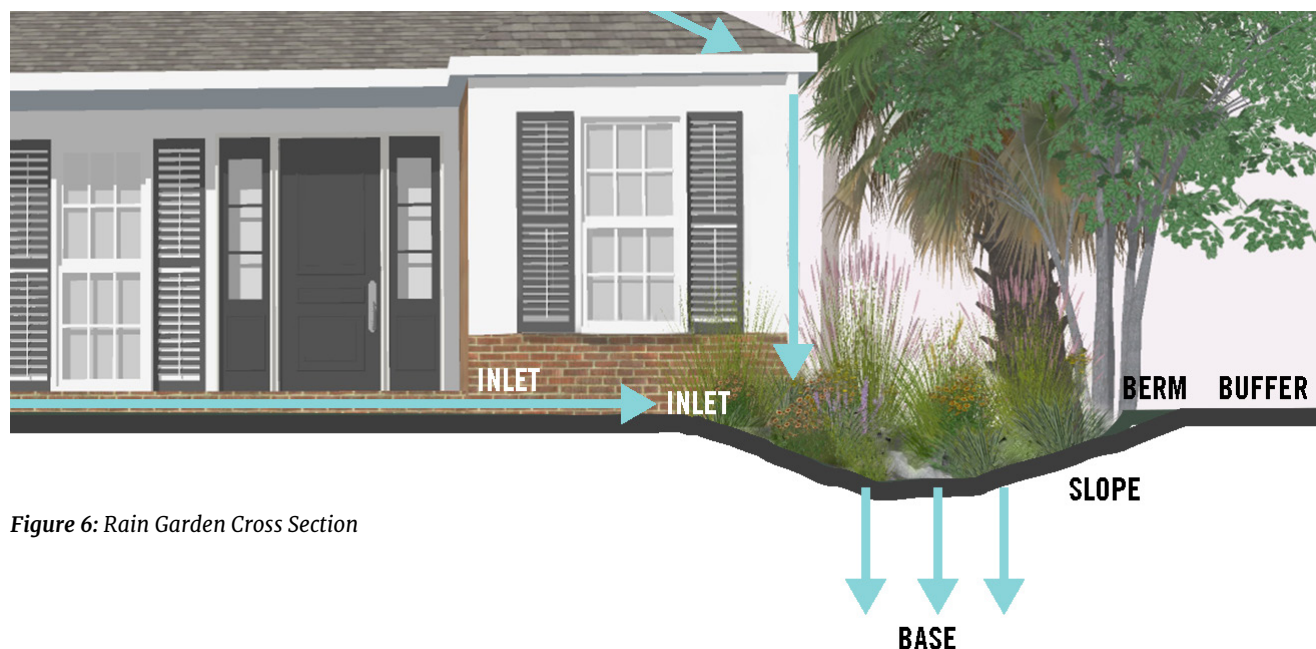 INLET
INLET
BERM BUFFER
SLOPE
Figure 6: Rain Garden Cross Section
BASE